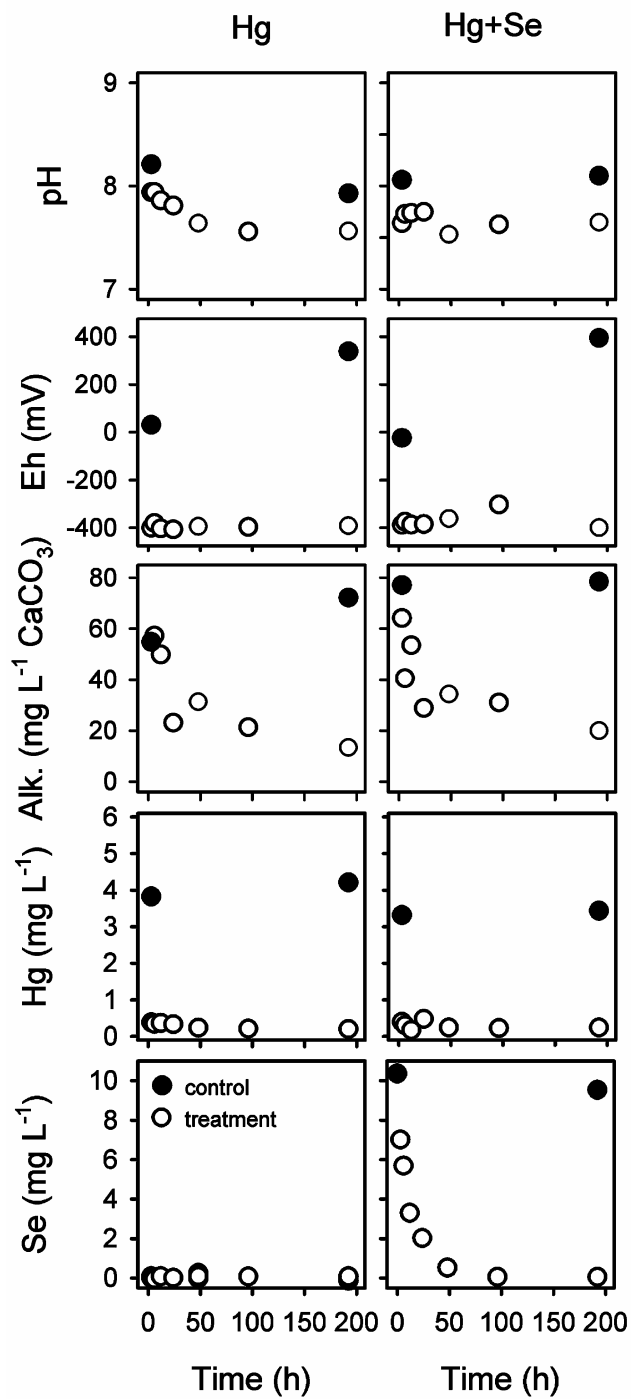 Hg Hg+Se
9
8
7
pH
400
200
0
-200
-400
Eh (mV)
80
60
40
20
0
Alk. (mg L⁻¹ CaCO₃)
6
5
4
3
2
1
0
Hg (mg L⁻¹)
10
8
6
4
2
0
Se (mg L⁻¹)
control
treatment
0 50 100 150 200 0 50 100 150 200
Time (h) Time (h)